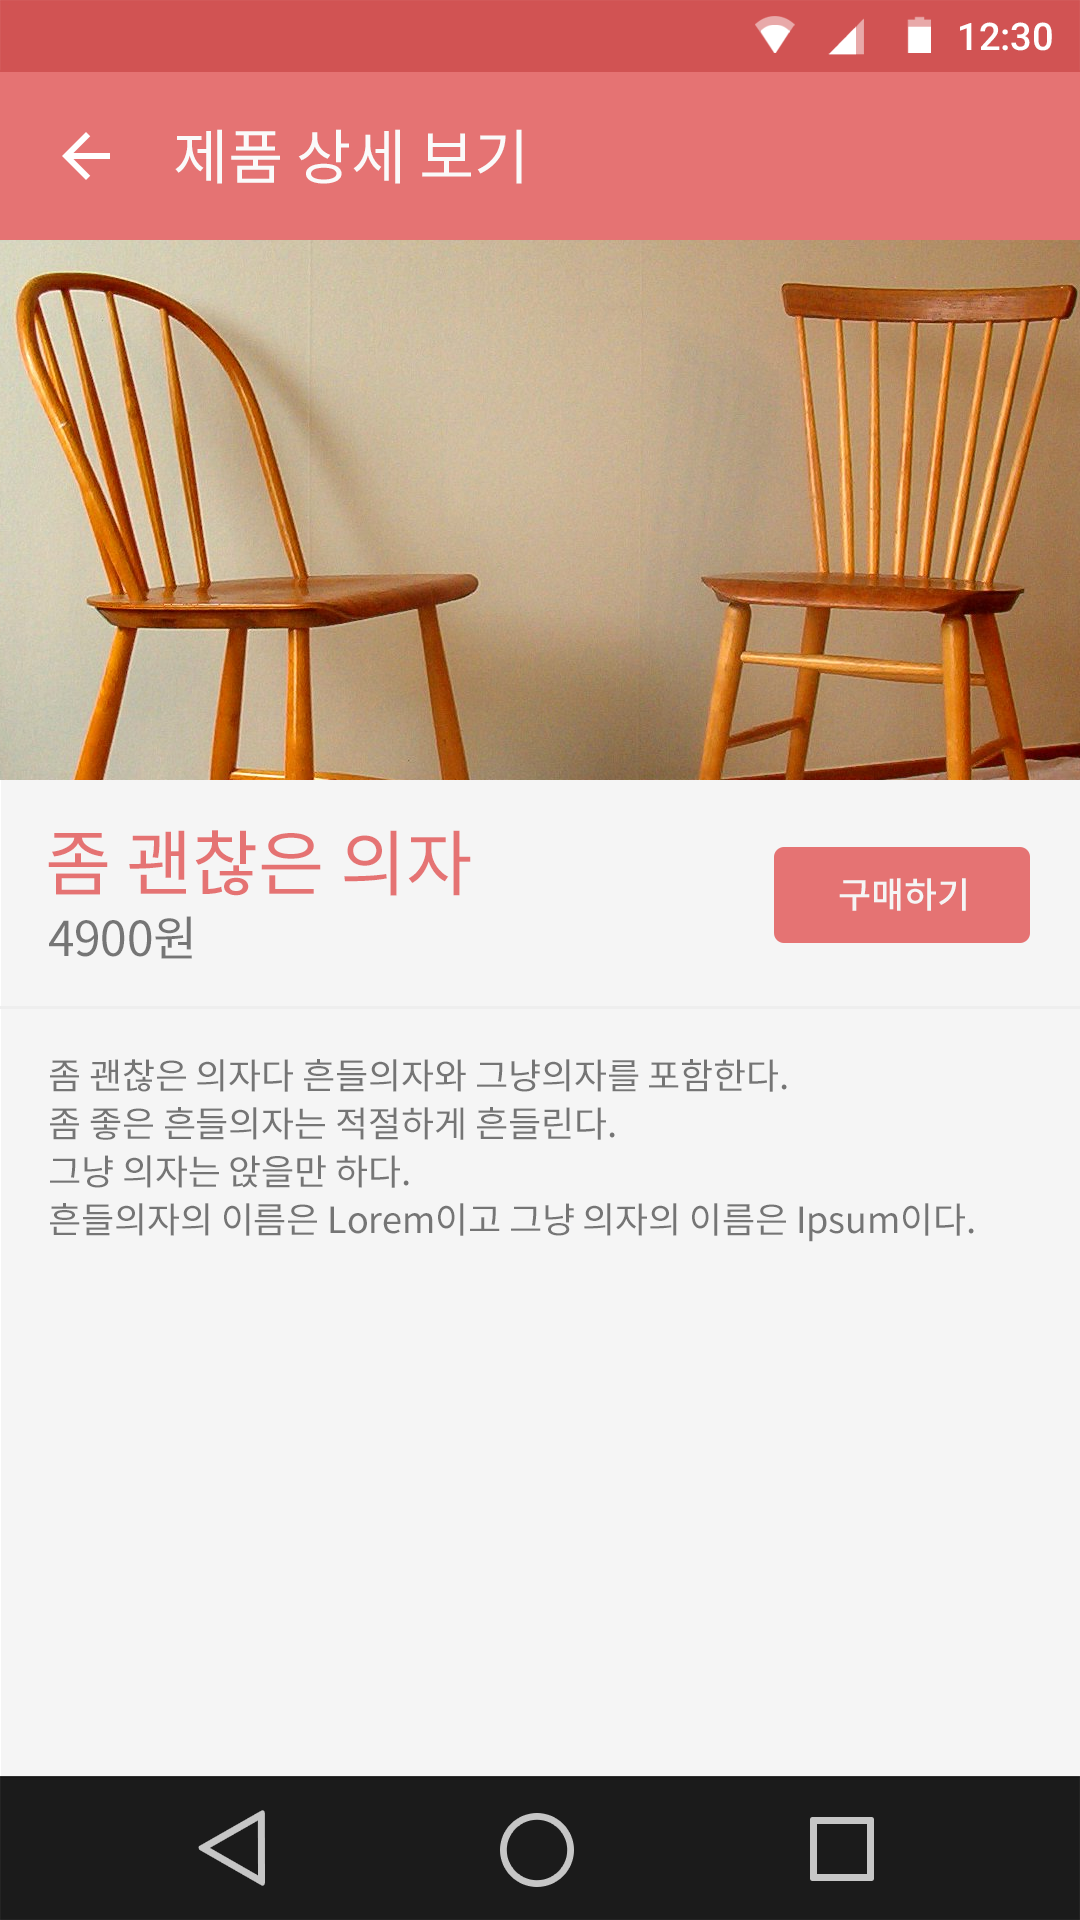 12:30
제품 상세 보기
좀 괜찮은 의자
4900원
구매하기
좀 괜찮은 의자다 흔들의자와 그냥의자를 포함한다.
좀 좋은 흔들의자는 적절하게 흔들린다.
그냥 의자는 앉을만 하다.
흔들의자의 이름은 Lorem이고 그냥 의자의 이름은 Ipsum이다.